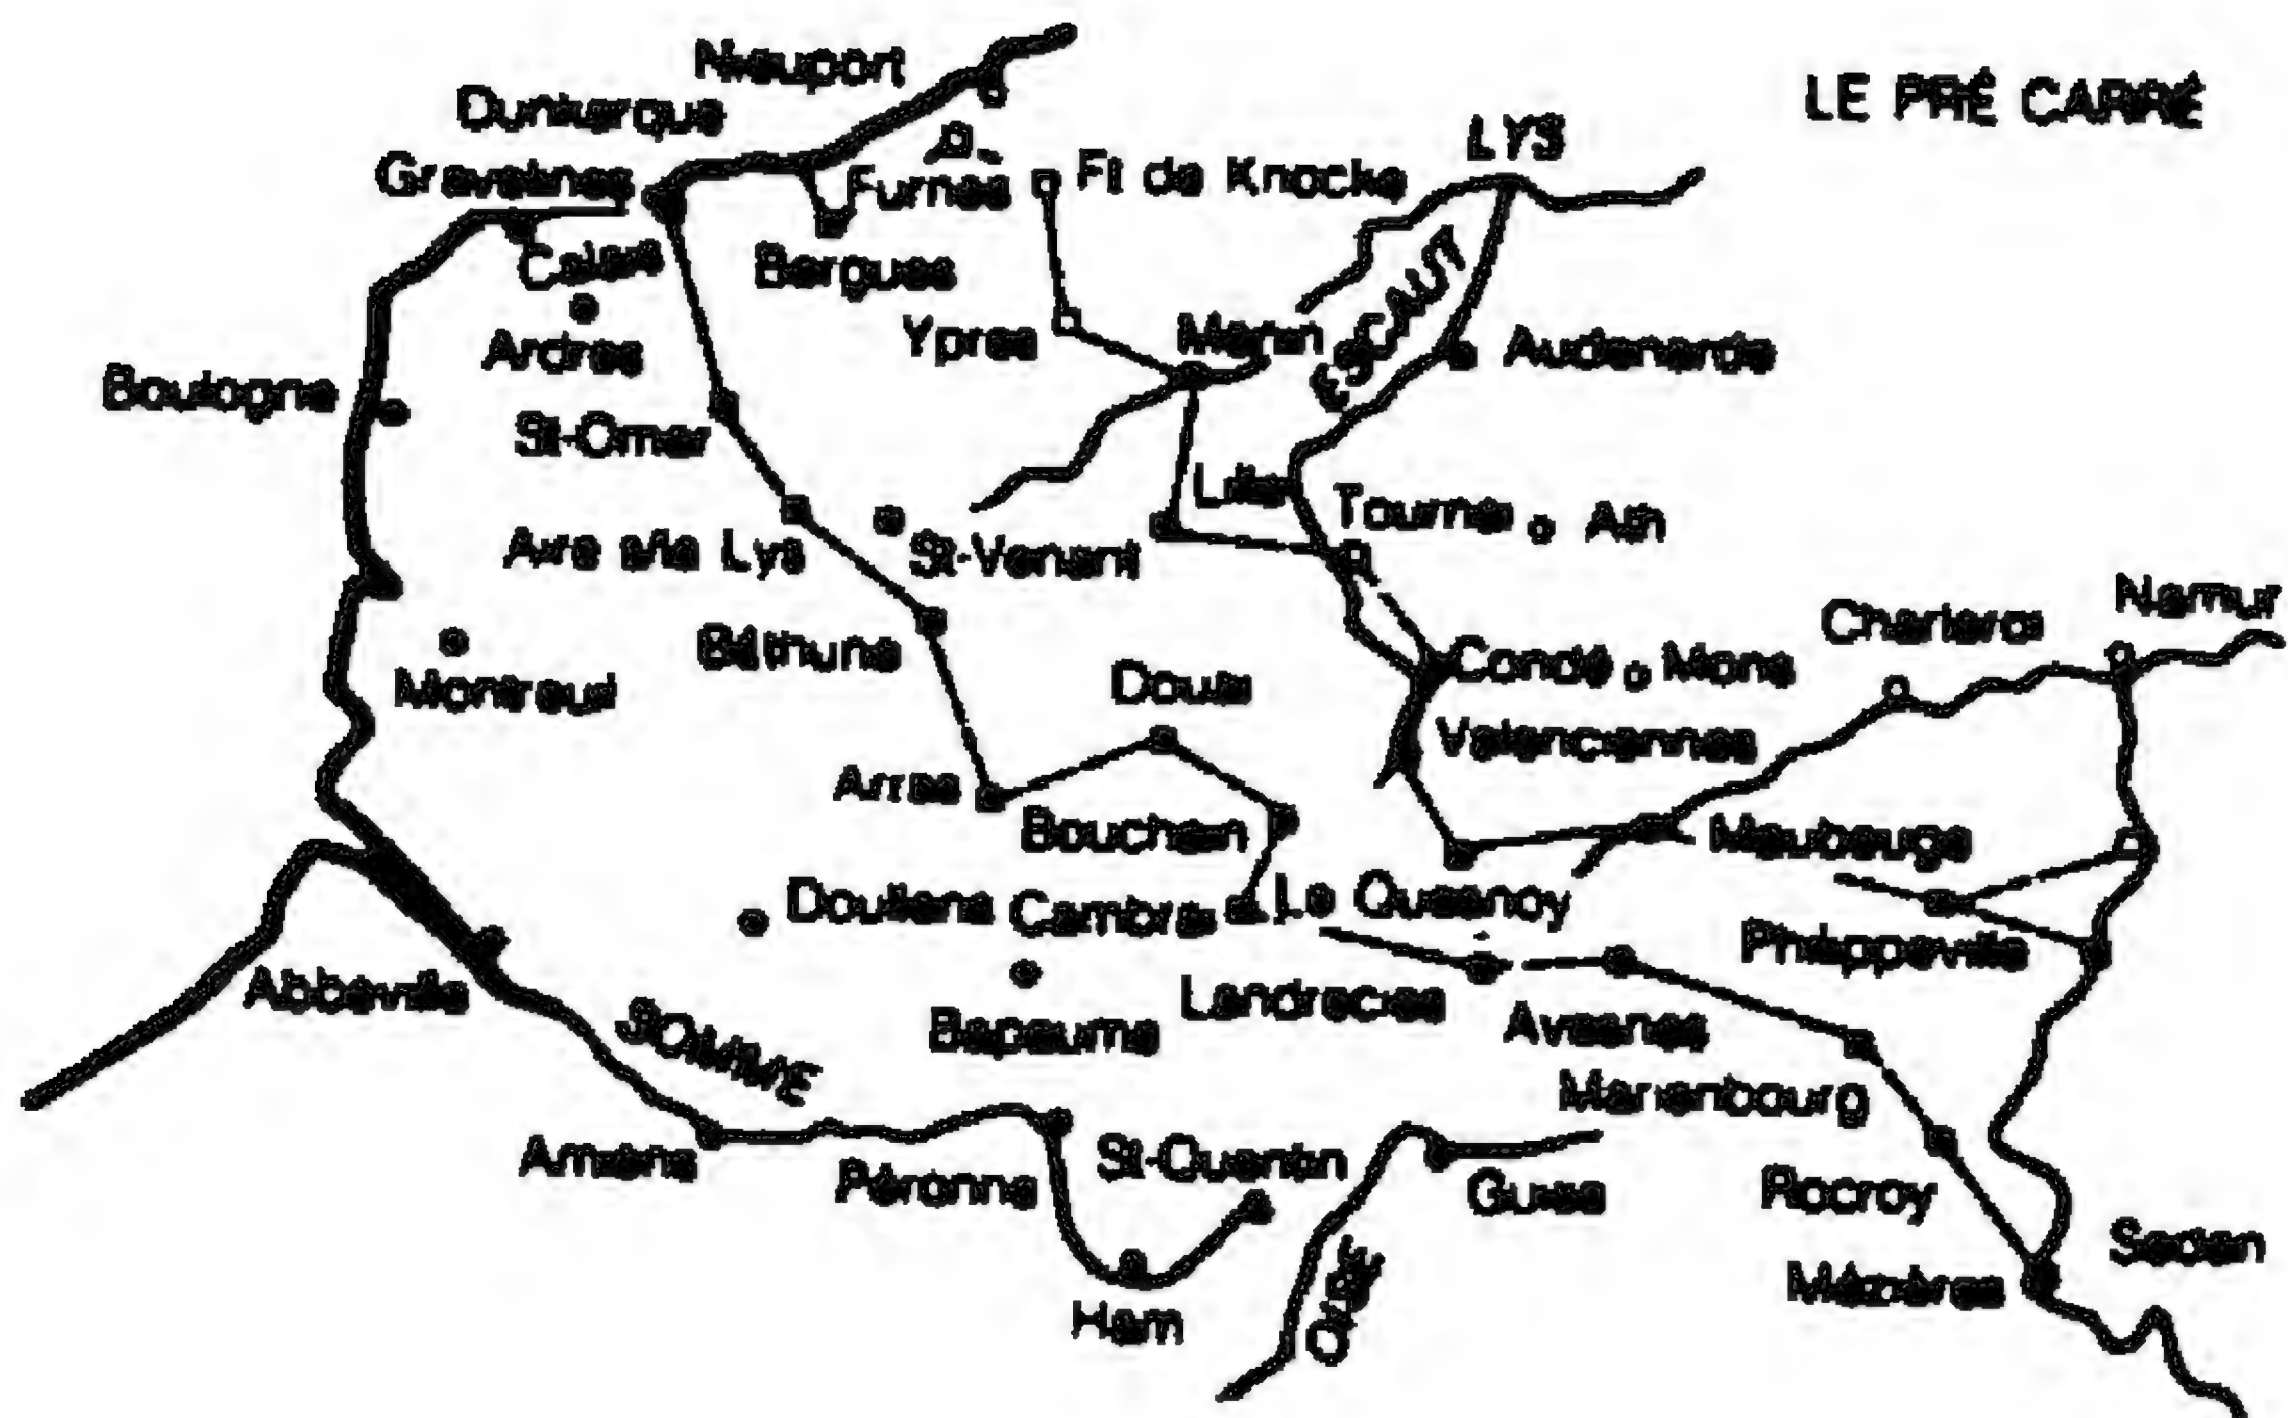 LE PRÉ CARRÉ
Nieuport
Dunkerque
Gravelines
Furnes
Ft de Knocke
LYS
Calais
Bergues
Ardres
Ypres
Menin
ESCAUT
Audenarde
Boulogne
St-Omer
Lille
Tournai
Ath
Aire s/la Lys
St-Venant
Charleroi
Namur
Béthune
Condé
Mons
Montreuil
Douai
Valenciennes
Arras
Bouchain
Maubeuge
Doullens
Cambrai
Le Quesnoy
Philippeville
Abbeville
Landrecies
SOMME
Bapaume
Avesnes
Marienbourg
Amiens
Péronne
St-Quentin
Guise
Rocroy
Sedan
Mézières
Ham
OISE